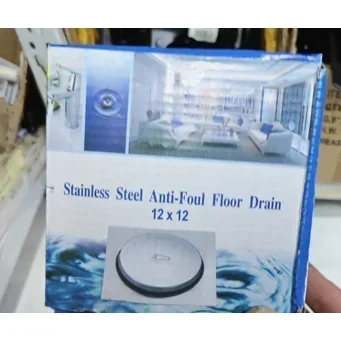 Stainless Steel Anti-Foul Floor Drain
12 x 12